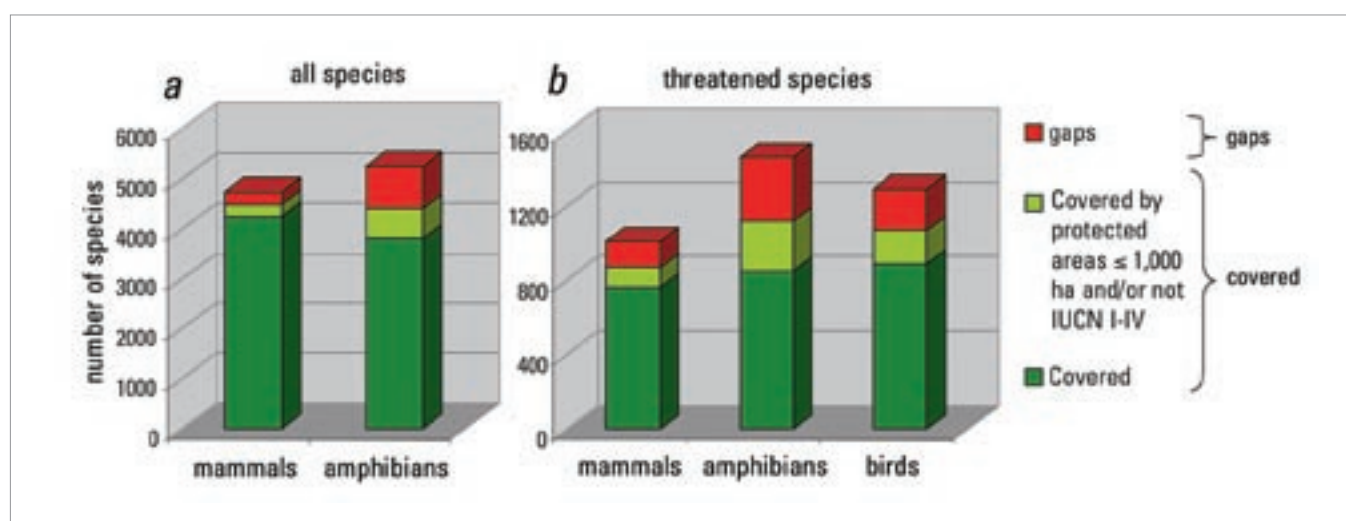 a
all species
number of species
6000
5000
4000
3000
2000
1000
0
mammals amphibians
b
threatened species
1600
1200
800
400
0
mammals amphibians birds
gaps
gaps
Covered by
protected
areas ≤ 1,000
ha and/or not
IUCN I-IV
Covered
covered